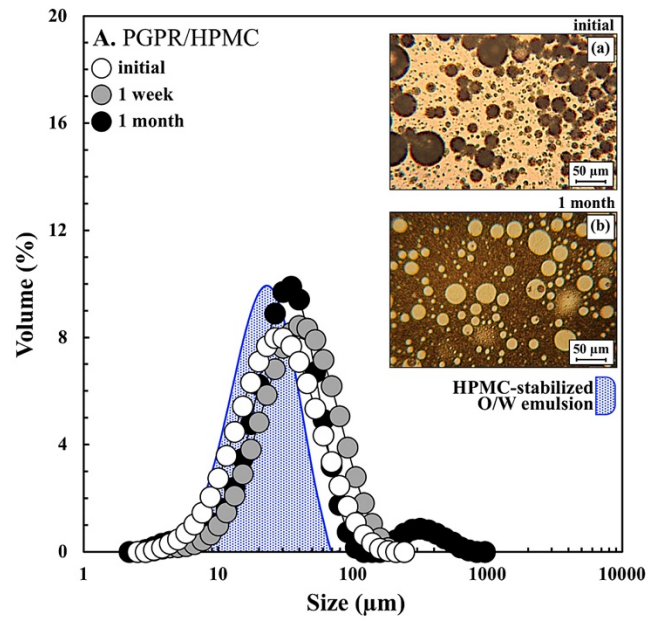 A. PGPR/HPMC
initial
1 week
1 month
initial
(a)
50 µm
1 month
(b)
50 µm
HPMC-stabilized
O/W emulsion
Volume (%)
20
16
12
8
4
0
1
10
100
1000
10000
Size (µm)